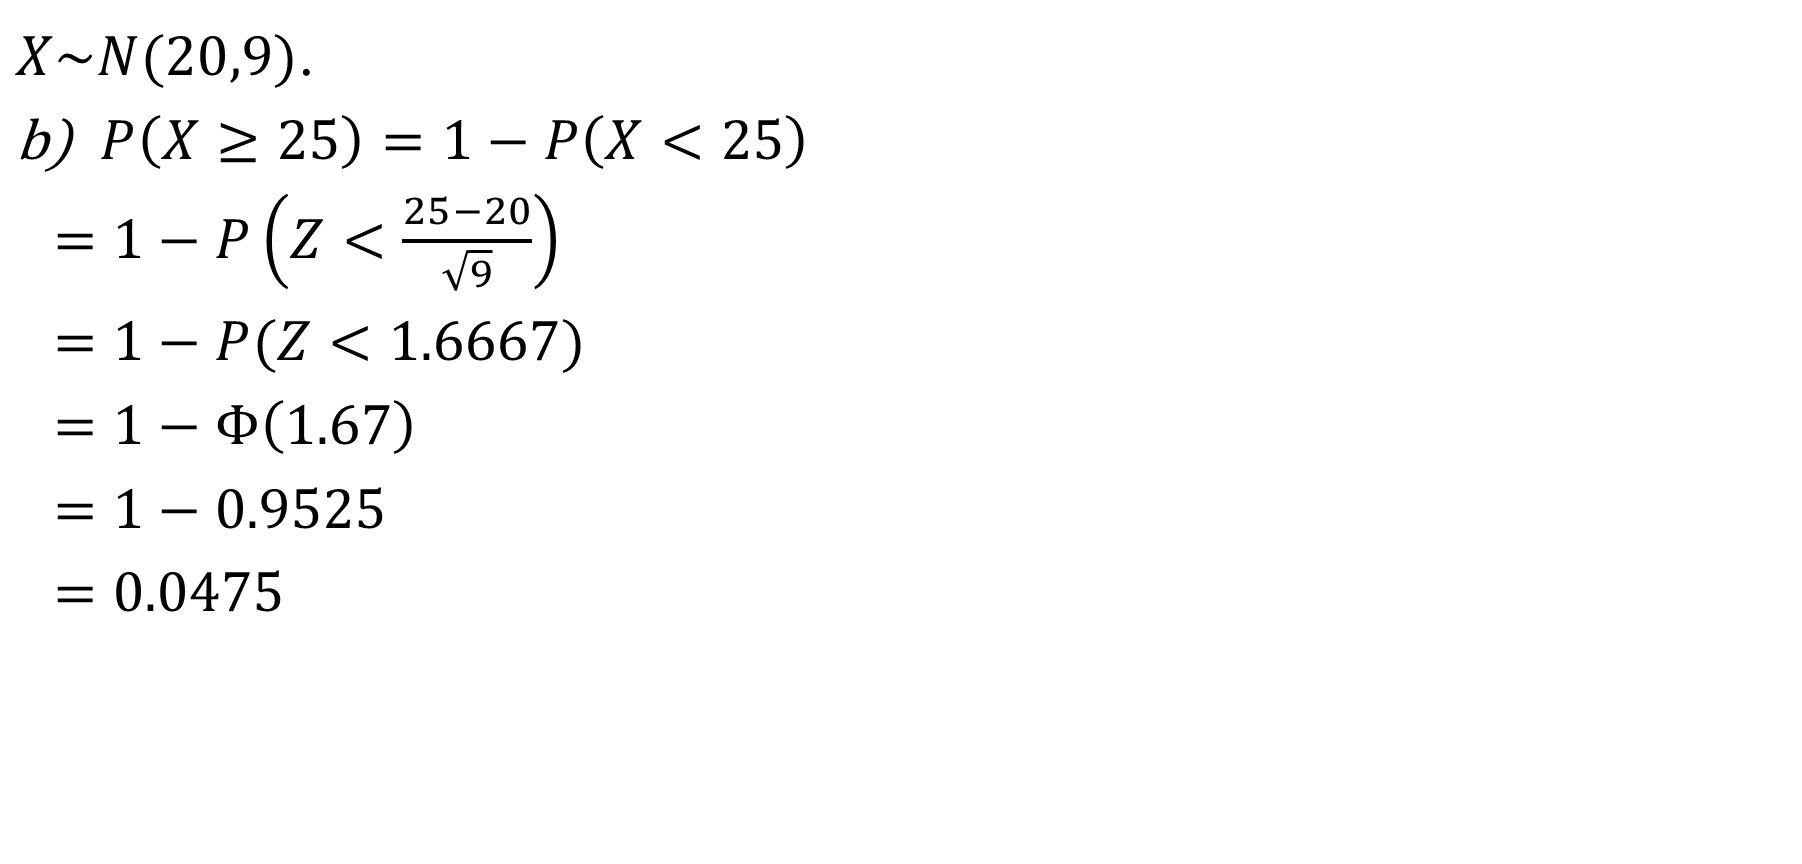 X~N(20,9).
b) P(X ≥ 25) = 1 − P(X < 25)
= 1 − P(Z < (25−20)/√9)
= 1 − P(Z < 1.6667)
= 1 − Φ(1.67)
= 1 − 0.9525
= 0.0475